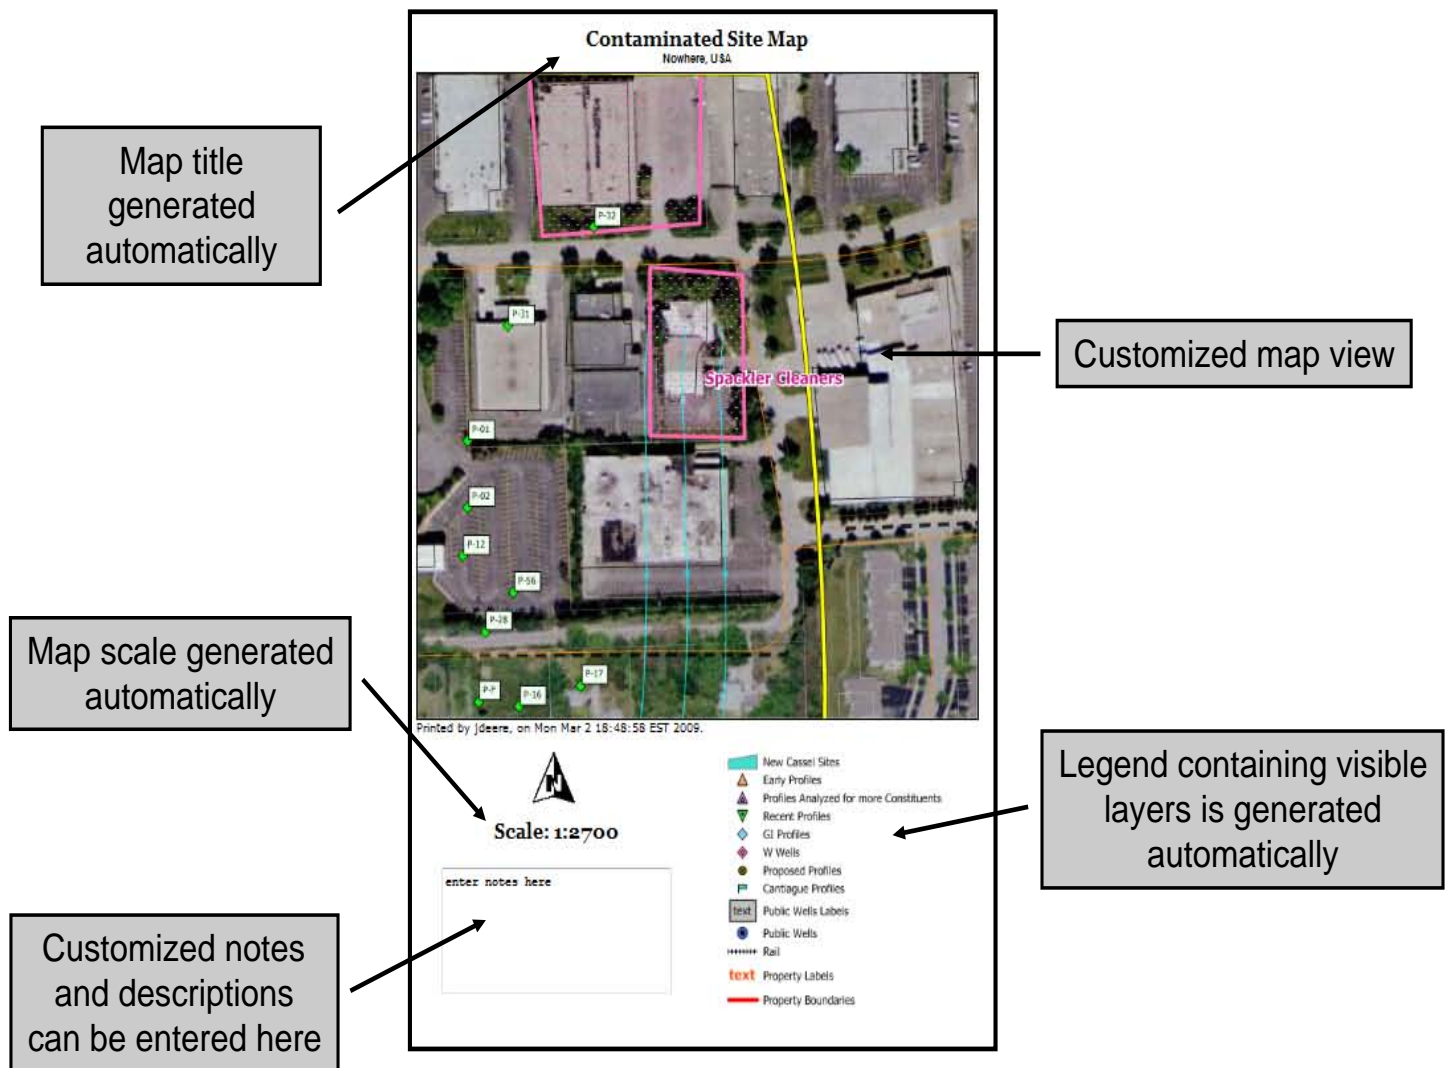 Contaminated Site Map
Nowhere, USA
Map title
generated
automatically
P-32
P-31
Customized map view
Spackler Cleaners
P-01
P-02
P-12
P-56
P-28
P-17
P-16
Map scale generated
automatically
Printed by jdeere, on Mon Mar 2 18:48:58 EST 2009.
N
Scale: 1:2700
enter notes here
Customized notes
and descriptions
can be entered here
New Cassel Sites
Early Profiles
Profiles Analyzed for more Constituents
Recent Profiles
GI Profiles
W Wells
Proposed Profiles
Cantiague Profiles
text Public Wells Labels
Public Wells
Rail
text Property Labels
Property Boundaries
Legend containing visible
layers is generated
automatically